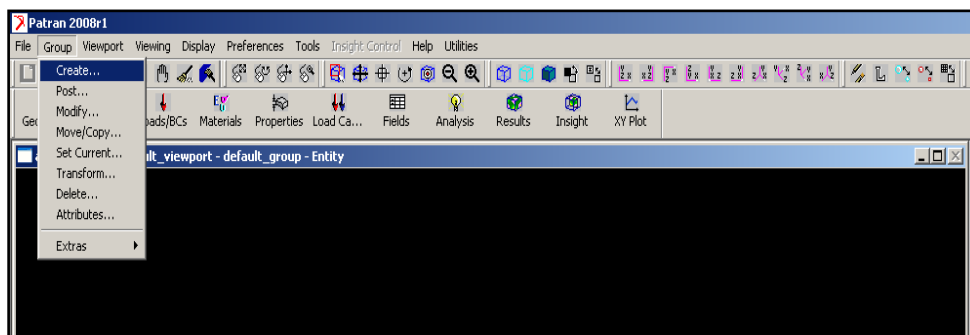 Patran 2008r1
File Group Viewport Viewing Display Preferences Tools Insight Control Help Utilities
Create...
Post...
Modify...
Move/Copy...
Set Current...
Transform...
Delete...
Attributes...
Extras
Geo oads/BCs Materials Properties Load Ca... Fields Analysis Results Insight XY Plot
ult_viewport - default_group - Entity